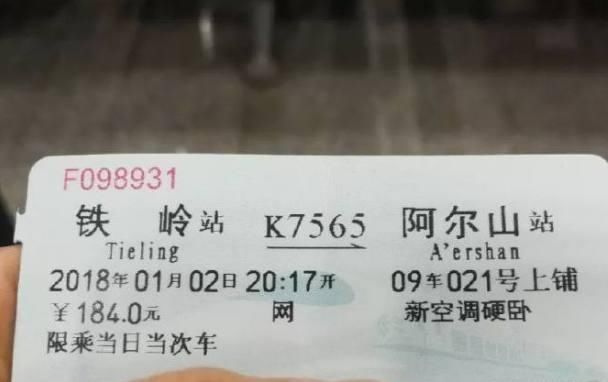 F098931
铁 岭站 K7565 阿尔山站
Tieling A'ershan
2018年01月02日20:17开 09车021号上铺
￥184.0元 网 新空调硬卧
限乘当日当次车